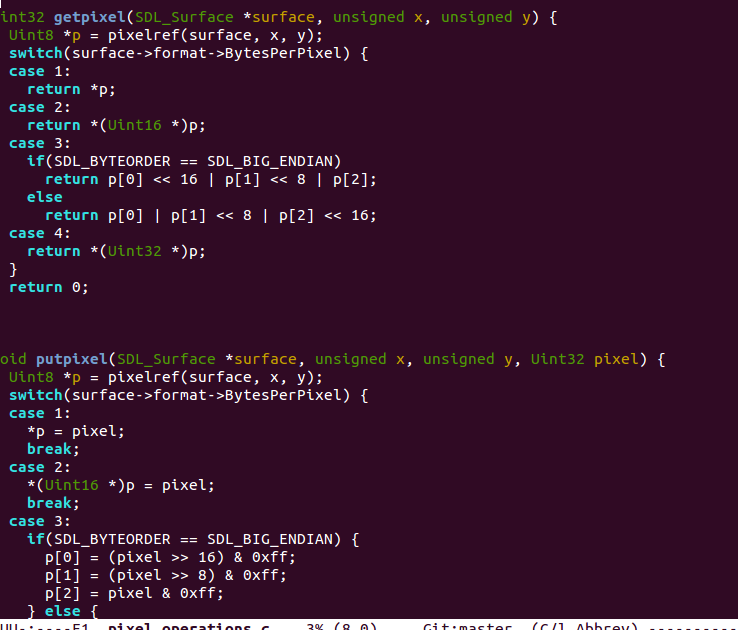 int32 getpixel(SDL_Surface *surface, unsigned x, unsigned y) {
Uint8 *p = pixelref(surface, x, y);
switch(surface->format->BytesPerPixel) {
case 1:
return *p;
case 2:
return *(Uint16 *)p;
case 3:
if(SDL_BYTEORDER == SDL_BIG_ENDIAN)
return p[0] << 16 | p[1] << 8 | p[2];
else
return p[0] | p[1] << 8 | p[2] << 16;
case 4:
return *(Uint32 *)p;
}
return 0;
oid putpixel(SDL_Surface *surface, unsigned x, unsigned y, Uint32 pixel) {
Uint8 *p = pixelref(surface, x, y);
switch(surface->format->BytesPerPixel) {
case 1:
*p = pixel;
break;
case 2:
*(Uint16 *)p = pixel;
break;
case 3:
if(SDL_BYTEORDER == SDL_BIG_ENDIAN) {
p[0] = (pixel >> 16) & 0xff;
p[1] = (pixel >> 8) & 0xff;
p[2] = pixel & 0xff;
} else {
UU-:----F1 pixel_operations.c 3% (8,0) Git:master (C/l Abbrev) ----------